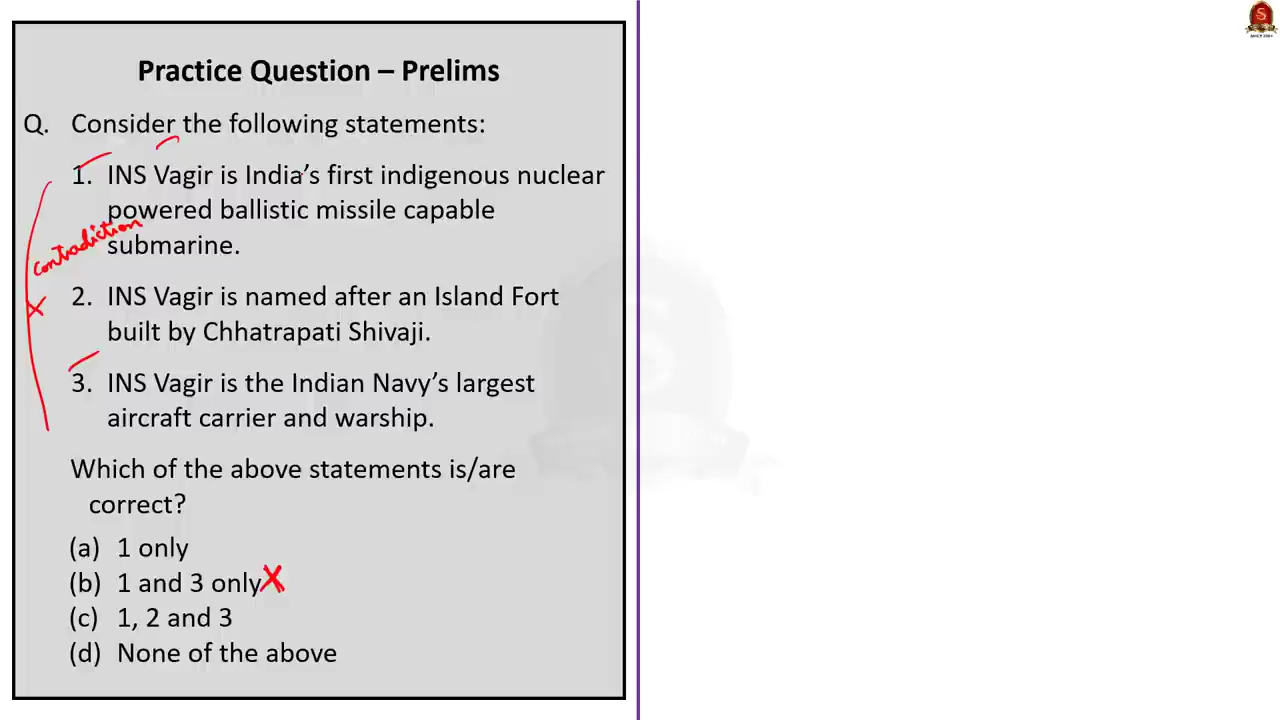 Practice Question – Prelims
Q. Consider the following statements:
1. INS Vagir is India's first indigenous nuclear
powered ballistic missile capable
submarine.
contradiction
2. INS Vagir is named after an Island Fort
built by Chhatrapati Shivaji.
3. INS Vagir is the Indian Navy's largest
aircraft carrier and warship.
Which of the above statements is/are
correct?
(a) 1 only
(b) 1 and 3 only
(c) 1, 2 and 3
(d) None of the above
S